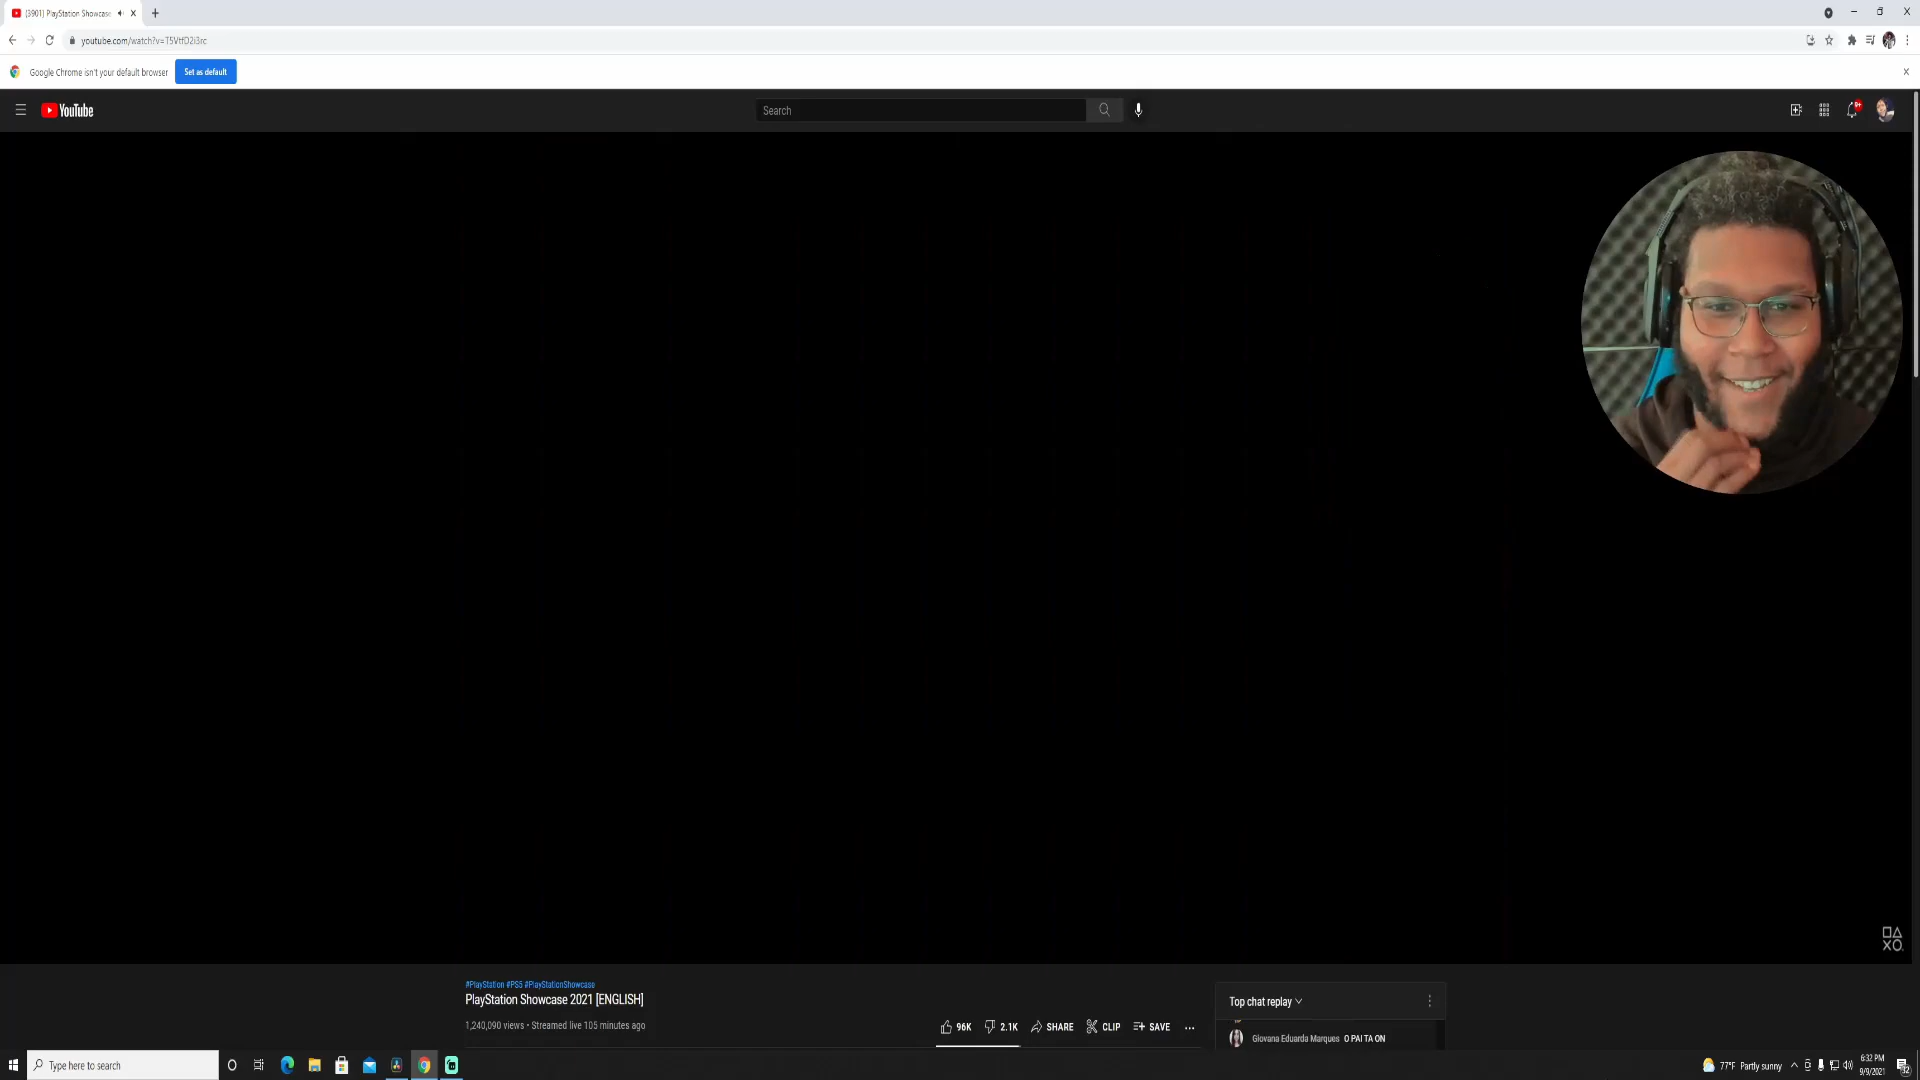 (3901) PlayStation Showcase
youtube.com/watch?v=T5VtfD2i3rc
Google Chrome isn't your default browser
Set as default
YouTube
Search
9+
#PlayStation #PS5 #PlayStationShowcase
PlayStation Showcase 2021 [ENGLISH]
1,240,090 views • Streamed live 105 minutes ago
96K
2.1K
SHARE
CLIP
SAVE
Top chat replay
Giovana Eduarda Marques O PAI TA ON
Type here to search
77°F Partly sunny
6:32 PM
9/9/2021